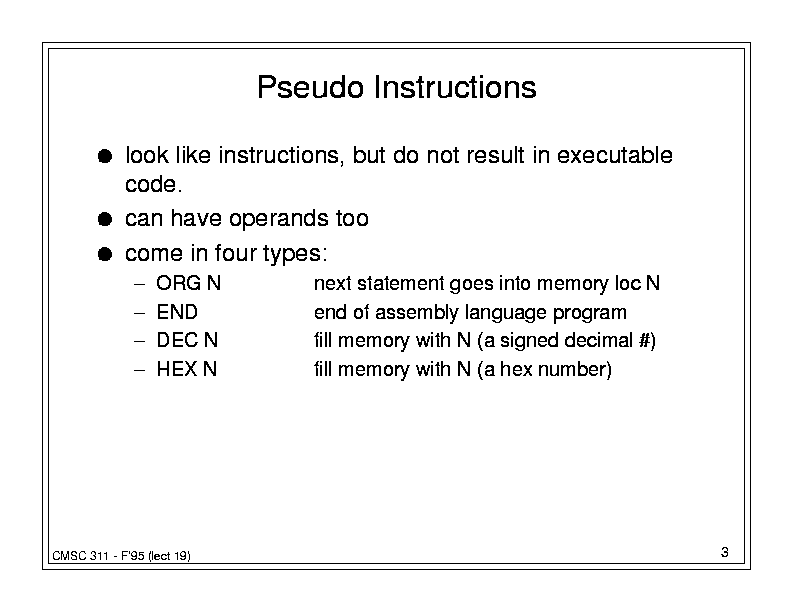 Pseudo Instructions
● look like instructions, but do not result in executable
code.
● can have operands too
● come in four types:
– ORG N next statement goes into memory loc N
– END end of assembly language program
– DEC N fill memory with N (a signed decimal #)
– HEX N fill memory with N (a hex number)
CMSC 311 - F'95 (lect 19)
3